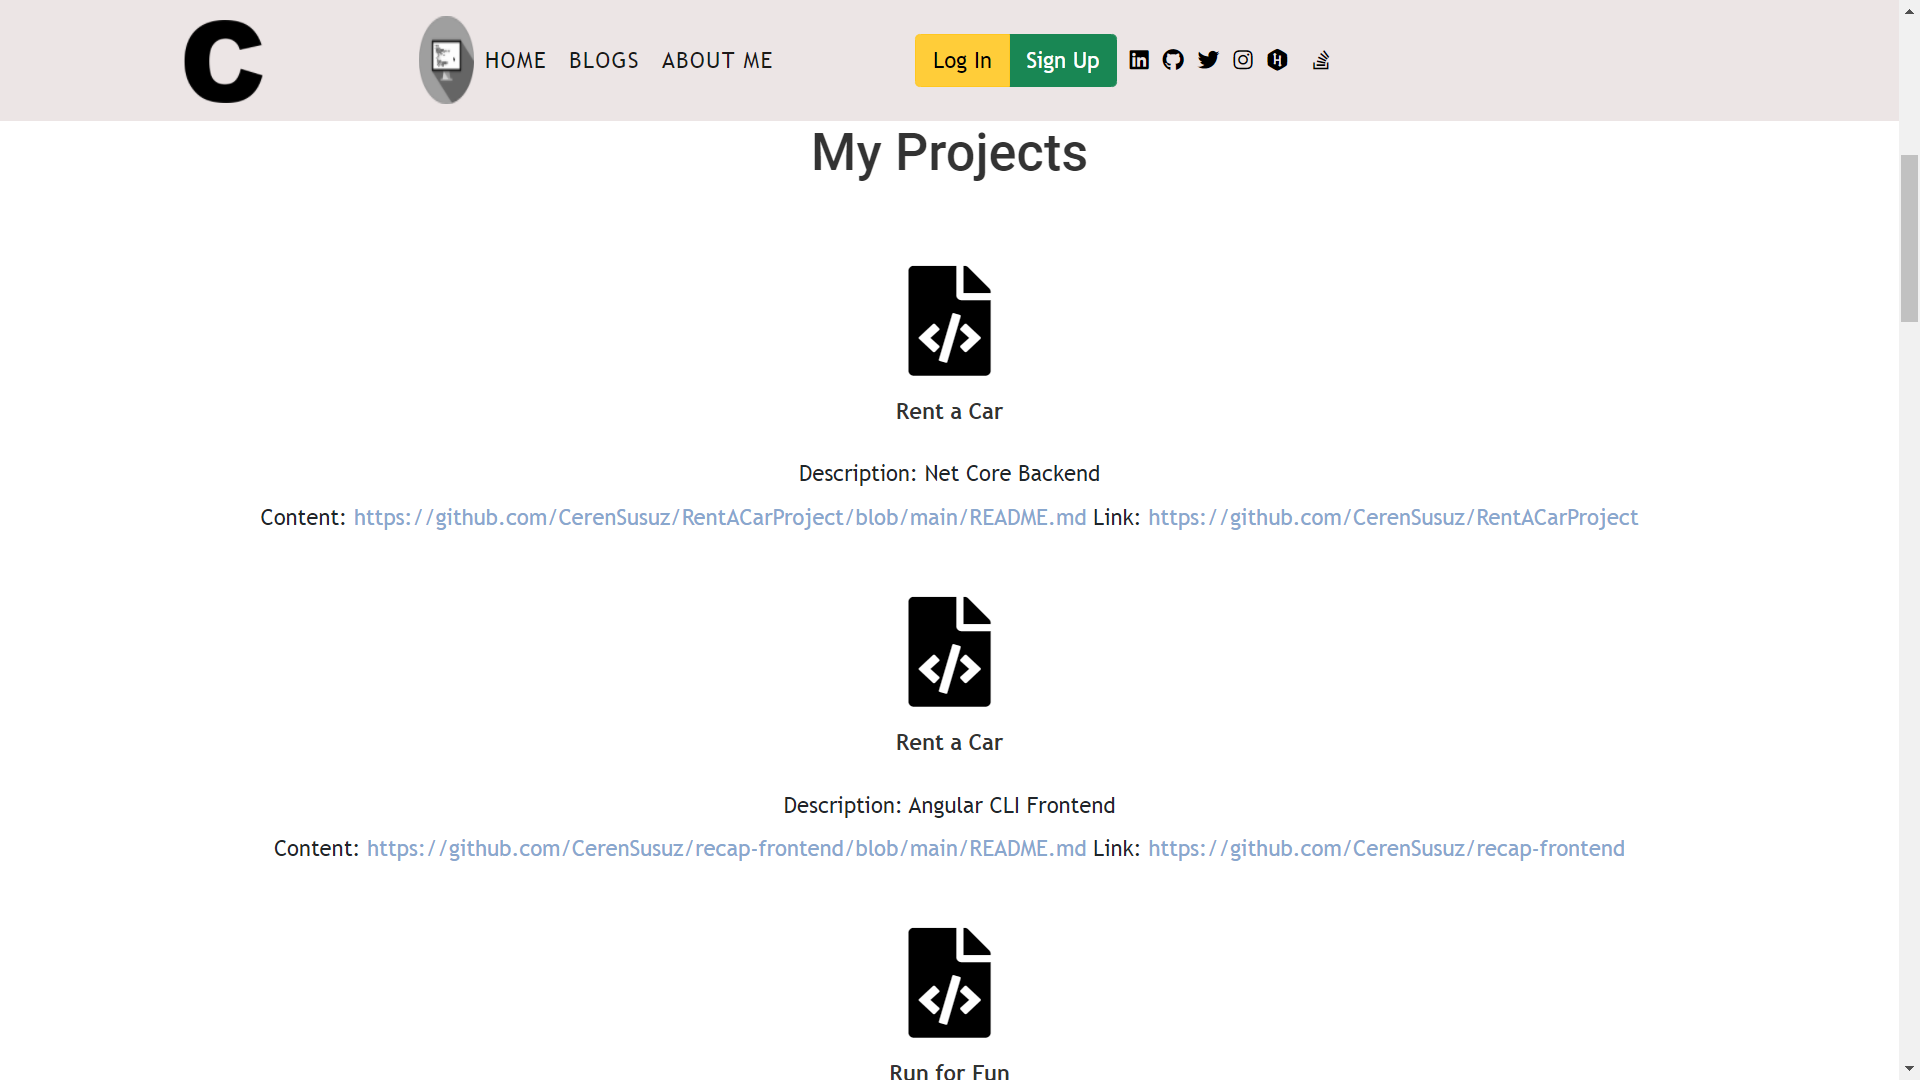 C HOME BLOGS ABOUT ME Log In Sign Up
My Projects
Rent a Car
Description: Net Core Backend
Content: https://github.com/CerenSusuz/RentACarProject/blob/main/README.md Link: https://github.com/CerenSusuz/RentACarProject
Rent a Car
Description: Angular CLI Frontend
Content: https://github.com/CerenSusuz/recap-frontend/blob/main/README.md Link: https://github.com/CerenSusuz/recap-frontend
Run for Fun